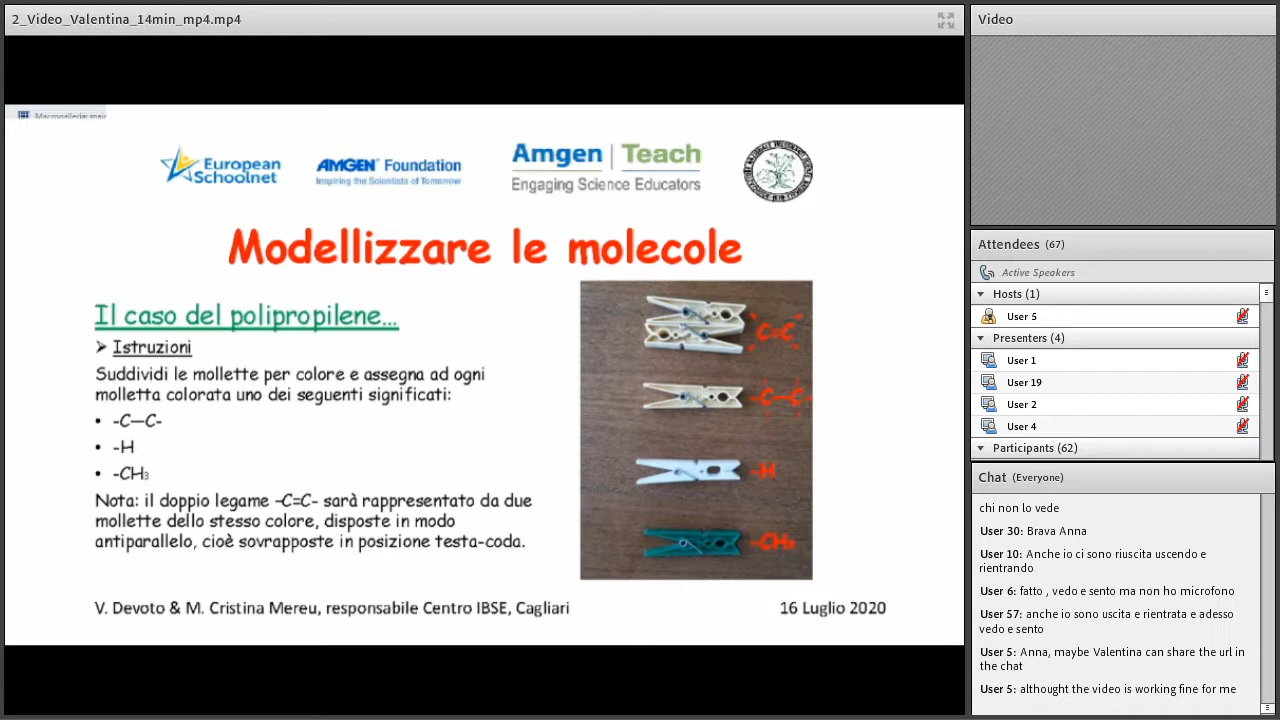 2_Video_Valentina_14min_mp4.mp4
European
Schoolnet
AMGEN® Foundation
Inspiring the Scientists of Tomorrow
Amgen | Teach
Engaging Science Educators
Modellizzare le molecole
Il caso del polipropilene...
➤ Istruzioni
Suddividi le mollette per colore e assegna ad ogni
molletta colorata uno dei seguenti significati:
• -C—C-
• -H
• -CH3
Nota: il doppio legame -C=C- sarà rappresentato da due
mollette dello stesso colore, disposte in modo
antiparallelo, cioè sovrapposte in posizione testa-coda.
C=C
-C-C-
-H
-CH3
V. Devoto & M. Cristina Mereu, responsabile Centro IBSE, Cagliari
16 Luglio 2020
Video
Attendees (67)
Active Speakers
Hosts (1)
User 5
Presenters (4)
User 1
User 19
User 2
User 4
Participants (62)
Chat (Everyone)
chi non lo vede
User 30: Brava Anna
User 10: Anche io ci sono riuscita uscendo e
rientrando
User 6: fatto , vedo e sento ma non ho microfono
User 57: anche io sono uscita e rientrata e adesso
vedo e sento
User 5: Anna, maybe Valentina can share the url in
the chat
User 5: althought the video is working fine for me